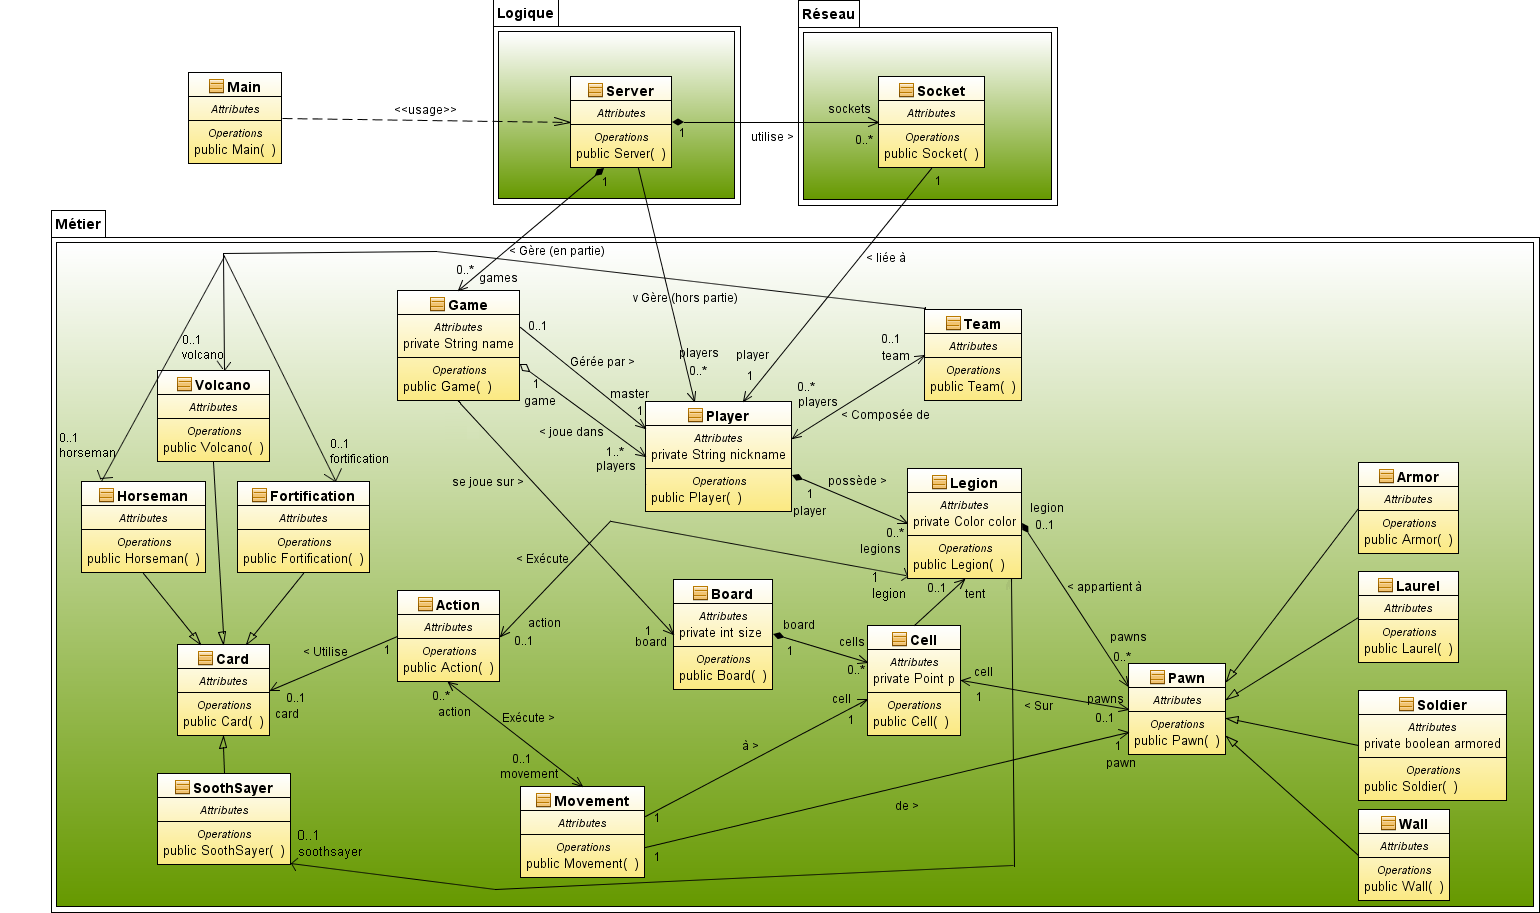 Logique
Réseau
Main
Attributes
Operations
public Main( )
<<usage>>
Server
Attributes
Operations
public Server( )
1
utilise >
sockets
0..*
Socket
Attributes
Operations
public Socket( )
1
1
Métier
< Gère (en partie)
0..*
games
v Gère (hors partie)
< liée à
Game
Attributes
private String name
Operations
public Game( )
0..1
Gérée par >
master
1
1
game
< joue dans
1..*
players
players
0..*
player
1
Team
Attributes
Operations
public Team( )
0..1
team
0..*
players
< Composée de
0..1
volcano
Volcano
Attributes
Operations
public Volcano( )
0..1
horseman
0..1
fortification
Player
Attributes
private String nickname
Operations
public Player( )
possède >
1
player
0..*
legions
se joue sur >
Horseman
Attributes
Operations
public Horseman( )
Fortification
Attributes
Operations
public Fortification( )
Legion
Attributes
private Color color
Operations
public Legion( )
legion
0..1
Armor
Attributes
Operations
public Armor( )
< Exécute
1
legion
0..1
tent
< appartient à
Laurel
Attributes
Operations
public Laurel( )
Action
Attributes
Operations
public Action( )
action
0..1
Board
Attributes
private int size
Operations
public Board( )
1
board
board
1
cells
0..*
Cell
Attributes
private Point p
Operations
public Cell( )
pawns
0..*
Card
Attributes
Operations
public Card( )
< Utilise
1
0..1
card
cell
1
< Sur
pawns
0..1
Pawn
Attributes
Operations
public Pawn( )
1
pawn
Soldier
Attributes
private boolean armored
Operations
public Soldier( )
0..*
action
Exécute >
0..1
movement
cell
1
à >
SoothSayer
Attributes
Operations
public SoothSayer( )
0..1
soothsayer
Movement
Attributes
Operations
public Movement( )
1
1
de >
Wall
Attributes
Operations
public Wall( )